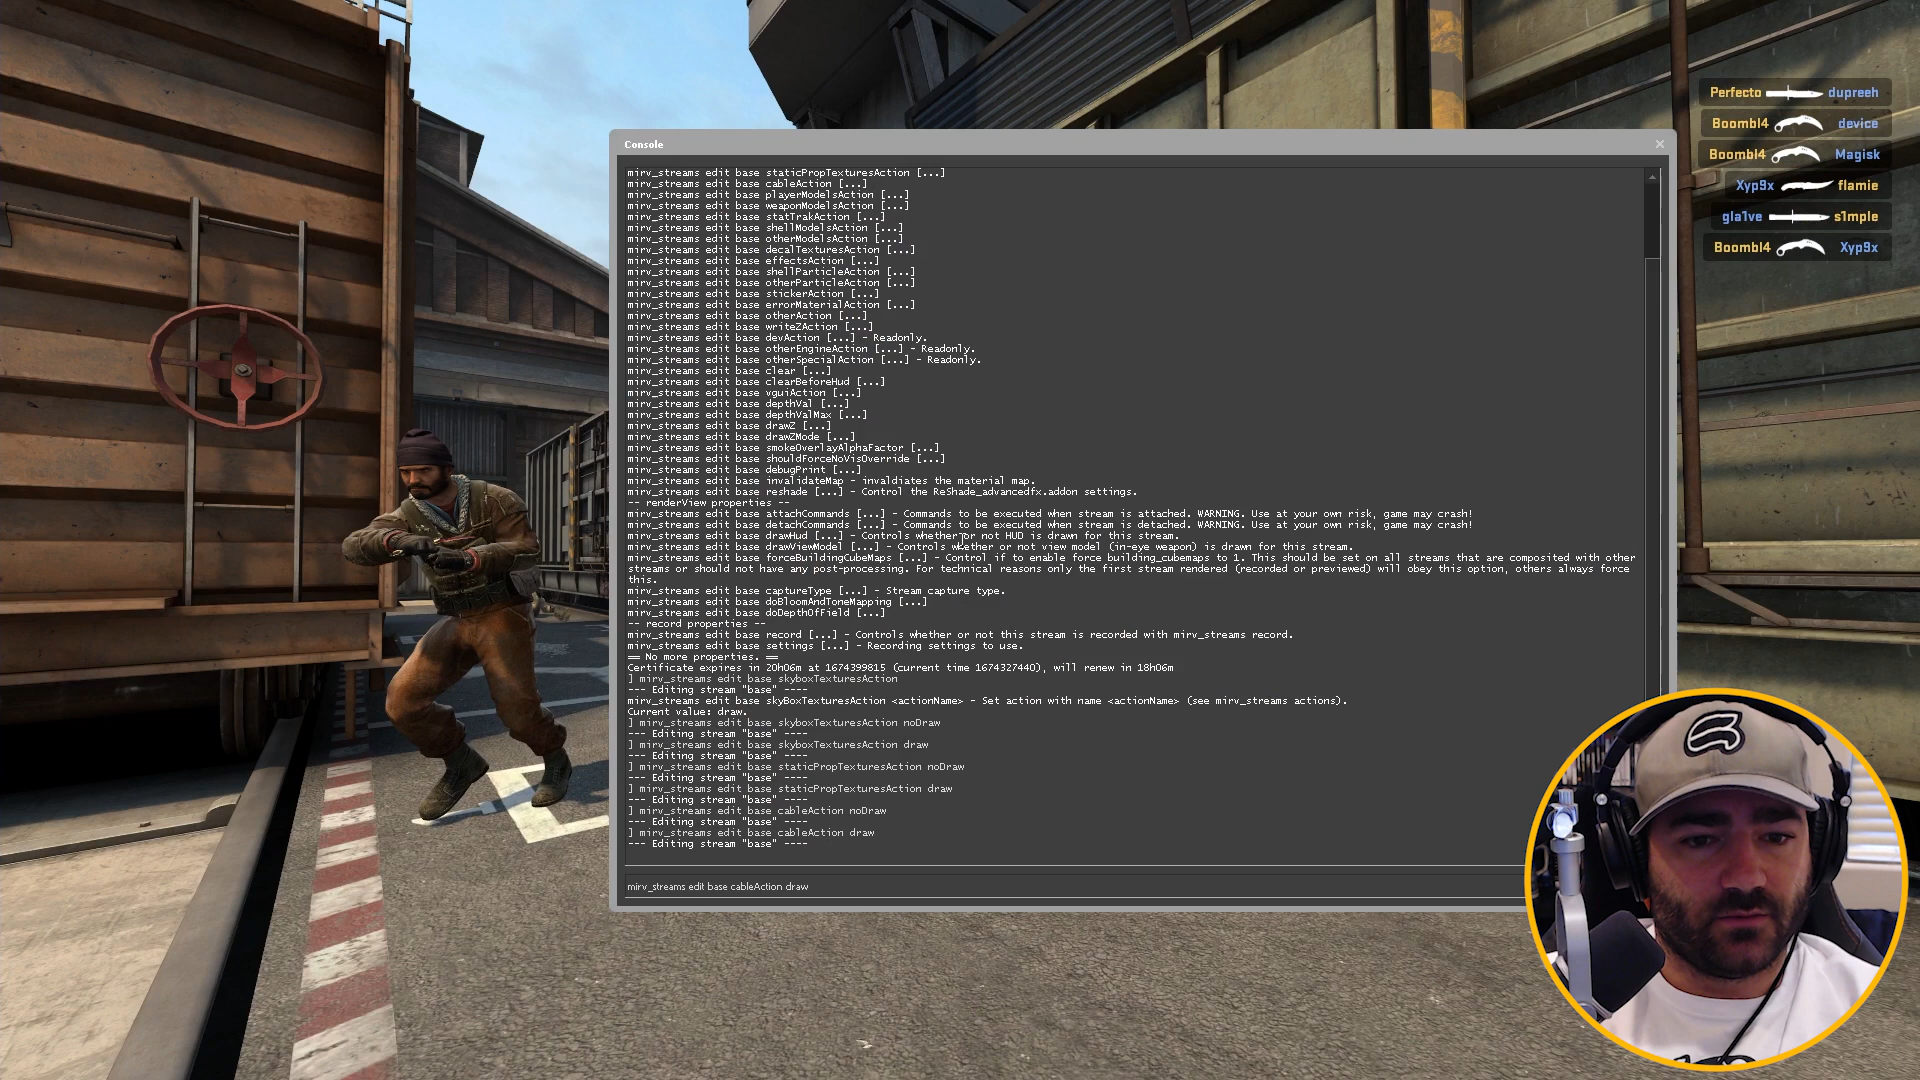 Perfecto dupreeh
Boombl4 device
Boombl4 Magisk
Xyp9x flamie
gla1ve s1mple
Boombl4 Xyp9x
Console
mirv_streams edit base staticPropTexturesAction [...]
mirv_streams edit base cableAction [...]
mirv_streams edit base playerModelsAction [...]
mirv_streams edit base weaponModelsAction [...]
mirv_streams edit base statTrakAction [...]
mirv_streams edit base shellModelsAction [...]
mirv_streams edit base otherModelsAction [...]
mirv_streams edit base decalTexturesAction [...]
mirv_streams edit base effectsAction [...]
mirv_streams edit base shellParticleAction [...]
mirv_streams edit base otherParticleAction [...]
mirv_streams edit base stickerAction [...]
mirv_streams edit base errorMaterialAction [...]
mirv_streams edit base otherAction [...]
mirv_streams edit base writeZAction [...]
mirv_streams edit base devAction [...] - Readonly.
mirv_streams edit base otherEngineAction [...] - Readonly.
mirv_streams edit base otherSpecialAction [...] - Readonly.
mirv_streams edit base clear [...]
mirv_streams edit base clearBeforeHud [...]
mirv_streams edit base vguiAction [...]
mirv_streams edit base depthVal [...]
mirv_streams edit base depthValMax [...]
mirv_streams edit base drawZ [...]
mirv_streams edit base drawZMode [...]
mirv_streams edit base smokeOverlayAlphaFactor [...]
mirv_streams edit base shouldForceNoVisOverride [...]
mirv_streams edit base debugPrint [...]
mirv_streams edit base invalidateMap - invaldiates the material map.
mirv_streams edit base reshade [...] - Control the ReShade_advancedfx.addon settings.
-- renderView properties --
mirv_streams edit base attachCommands [...] - Commands to be executed when stream is attached. WARNING. Use at your own risk, game may crash!
mirv_streams edit base detachCommands [...] - Commands to be executed when stream is detached. WARNING. Use at your own risk, game may crash!
mirv_streams edit base drawHud [...] - Controls whether or not HUD is drawn for this stream.
mirv_streams edit base drawViewModel [...] - Controls whether or not view model (in-eye weapon) is drawn for this stream.
mirv_streams edit base forceBuildingCubeMaps [...] - Control if to enable force building_cubemaps to 1. This should be set on all streams that are composited with other
streams or should not have any post-processing. For technical reasons only the first stream rendered (recorded or previewed) will obey this option, others always force
this.
mirv_streams edit base captureType [...] - Stream capture type.
mirv_streams edit base doBloomAndToneMapping [...]
mirv_streams edit base doDepthOfField [...]
-- record properties --
mirv_streams edit base record [...] - Controls whether or not this stream is recorded with mirv_streams record.
mirv_streams edit base settings [...] - Recording settings to use.
== No more properties. ==
Certificate expires in 20h06m at 1674399815 (current time 1674327440), will renew in 18h06m
] mirv_streams edit base skyboxTexturesAction
--- Editing stream "base" ----
mirv_streams edit base skyBoxTexturesAction <actionName> - Set action with name <actionName> (see mirv_streams actions).
Current value: draw.
] mirv_streams edit base skyboxTexturesAction noDraw
--- Editing stream "base" ----
] mirv_streams edit base skyboxTexturesAction draw
--- Editing stream "base" ----
] mirv_streams edit base staticPropTexturesAction noDraw
--- Editing stream "base" ----
] mirv_streams edit base staticPropTexturesAction draw
--- Editing stream "base" ----
] mirv_streams edit base cableAction noDraw
--- Editing stream "base" ----
] mirv_streams edit base cableAction draw
--- Editing stream "base" ----
mirv_streams edit base cableAction draw